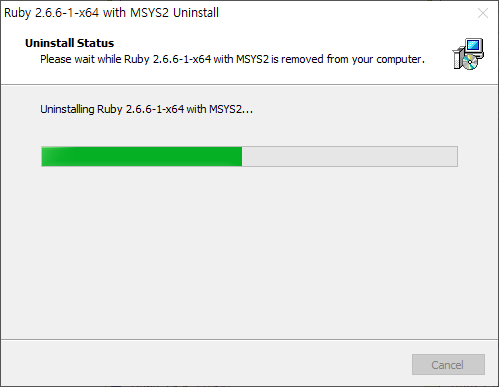 Ruby 2.6.6-1-x64 with MSYS2 Uninstall
Uninstall Status
Please wait while Ruby 2.6.6-1-x64 with MSYS2 is removed from your computer.
Uninstalling Ruby 2.6.6-1-x64 with MSYS2...
Cancel